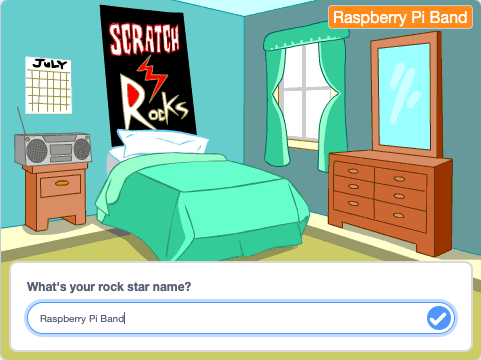 Raspberry Pi Band
JULY
SCRATCH
Rocks
What's your rock star name?
Raspberry Pi Band